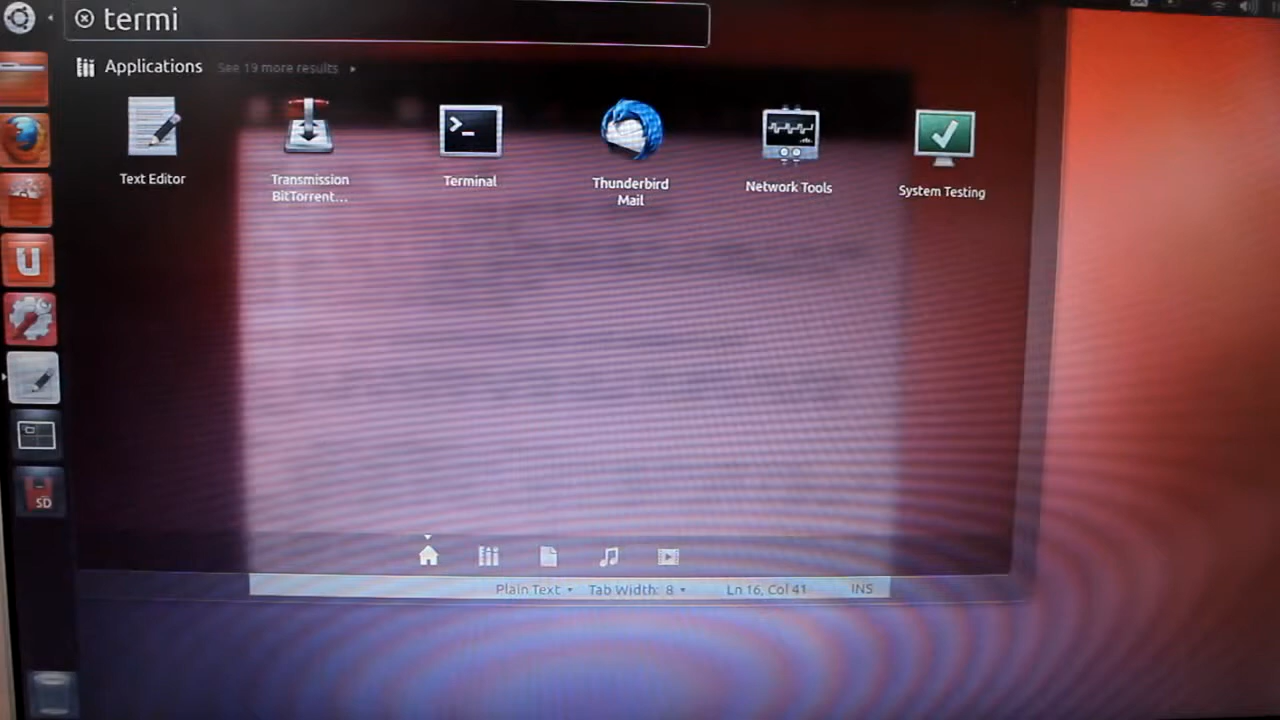 termi
Applications See 19 more results
Text Editor
Transmission
BitTorrent...
Terminal
Thunderbird
Mail
Network Tools
System Testing
U
SD
Plain Text Tab Width: 8 Ln 16, Col 41 INS